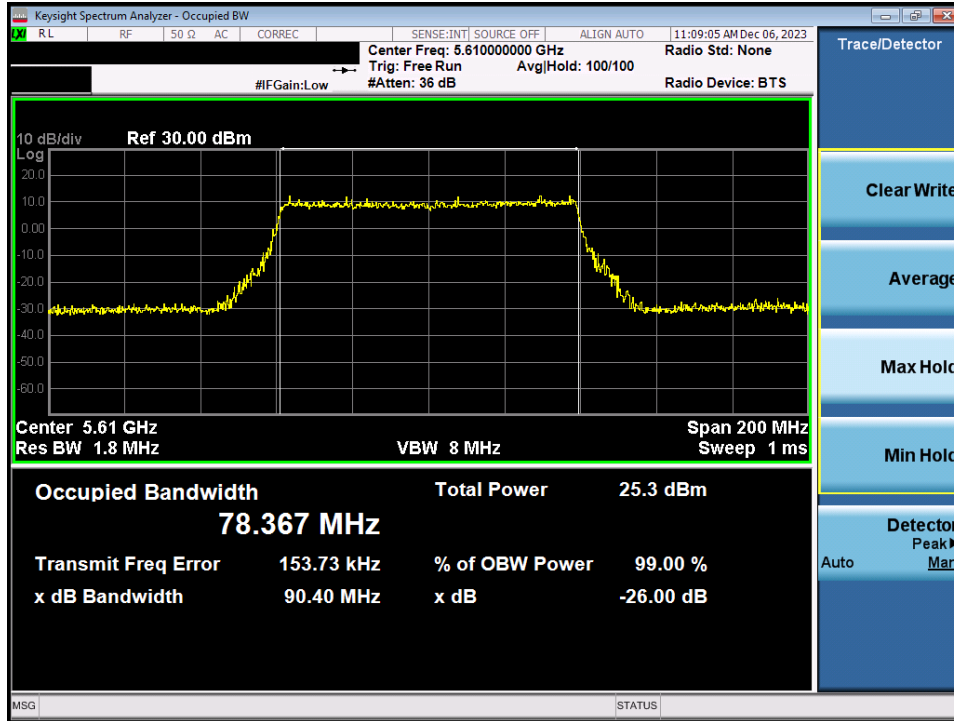 Keysight Spectrum Analyzer - Occupied BW
LXI RL RF 50 Ω AC CORREC SENSE:INT SOURCE OFF ALIGN AUTO 11:09:05 AM Dec 06, 2023
Center Freq: 5.610000000 GHz Radio Std: None
Trig: Free Run Avg|Hold: 100/100
#IFGain:Low #Atten: 36 dB Radio Device: BTS
Trace/Detector
10 dB/div Ref 30.00 dBm
Log
20.0
10.0
0.00
-10.0
-20.0
-30.0
-40.0
-50.0
-60.0
Center 5.61 GHz Span 200 MHz
Res BW 1.8 MHz VBW 8 MHz Sweep 1 ms
Occupied Bandwidth Total Power 25.3 dBm
78.367 MHz
Transmit Freq Error 153.73 kHz % of OBW Power 99.00 %
x dB Bandwidth 90.40 MHz x dB -26.00 dB
Clear Write
Average
Max Hold
Min Hold
Detector
Peak
Auto Man
MSG STATUS